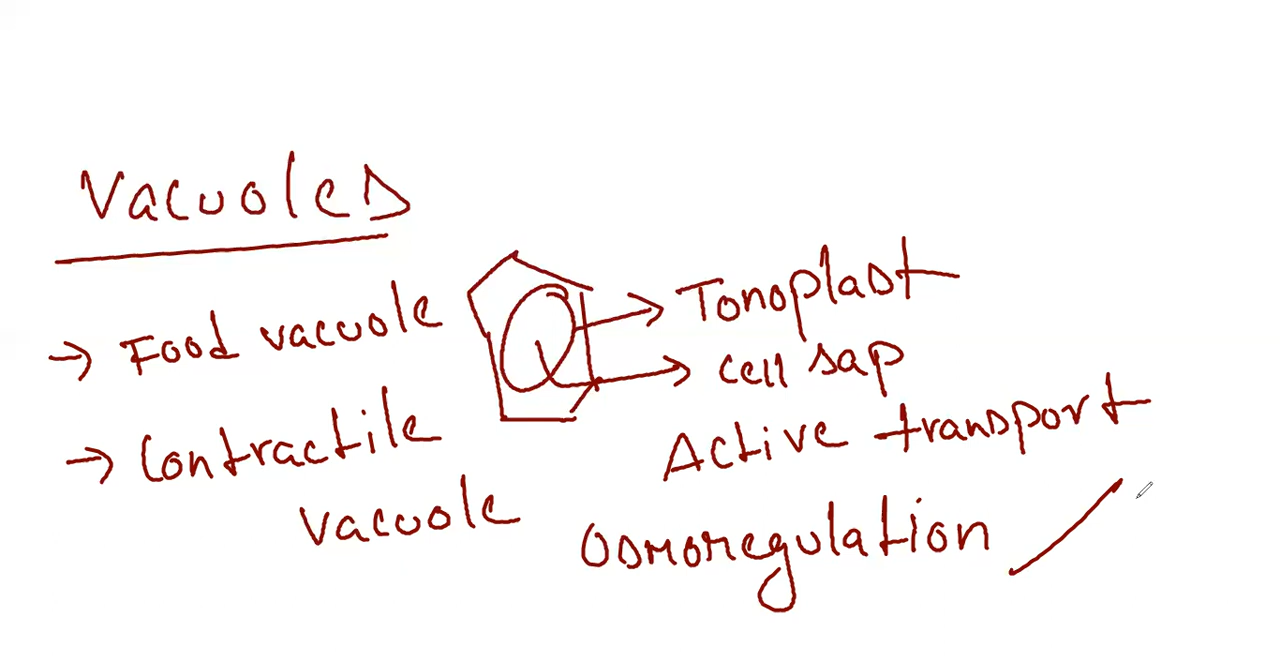 Vacuoles
→ Food vacuole
→ Contractile
vacuole
→ Tonoplast
→ cell sap
Active transport
Osmoregulation